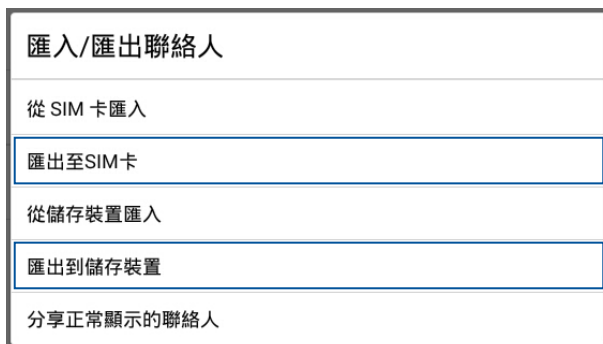 匯入/匯出聯絡人
從 SIM 卡匯入
匯出至SIM卡
從儲存裝置匯入
匯出到儲存裝置
分享正常顯示的聯絡人